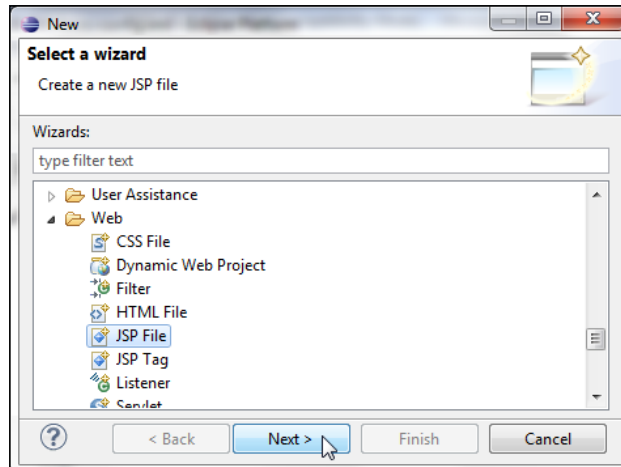 New
Select a wizard
Create a new JSP file
Wizards:
type filter text
User Assistance
Web
CSS File
Dynamic Web Project
Filter
HTML File
JSP File
JSP Tag
Listener
Servlet
< Back Next > Finish Cancel